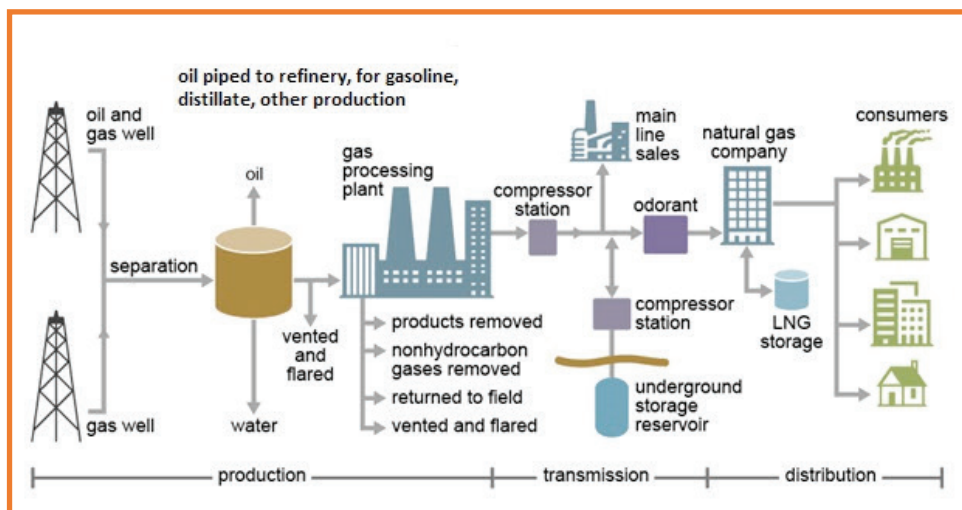 oil piped to refinery, for gasoline,
distillate, other production
oil and
gas well
oil
gas
processing
plant
compressor
station
main
line
sales
odorant
natural gas
company
consumers
separation
vented
and
flared
products removed
nonhydrocarbon
gases removed
returned to field
vented and flared
compressor
station
LNG
storage
underground
storage
reservoir
gas well
water
production
transmission
distribution